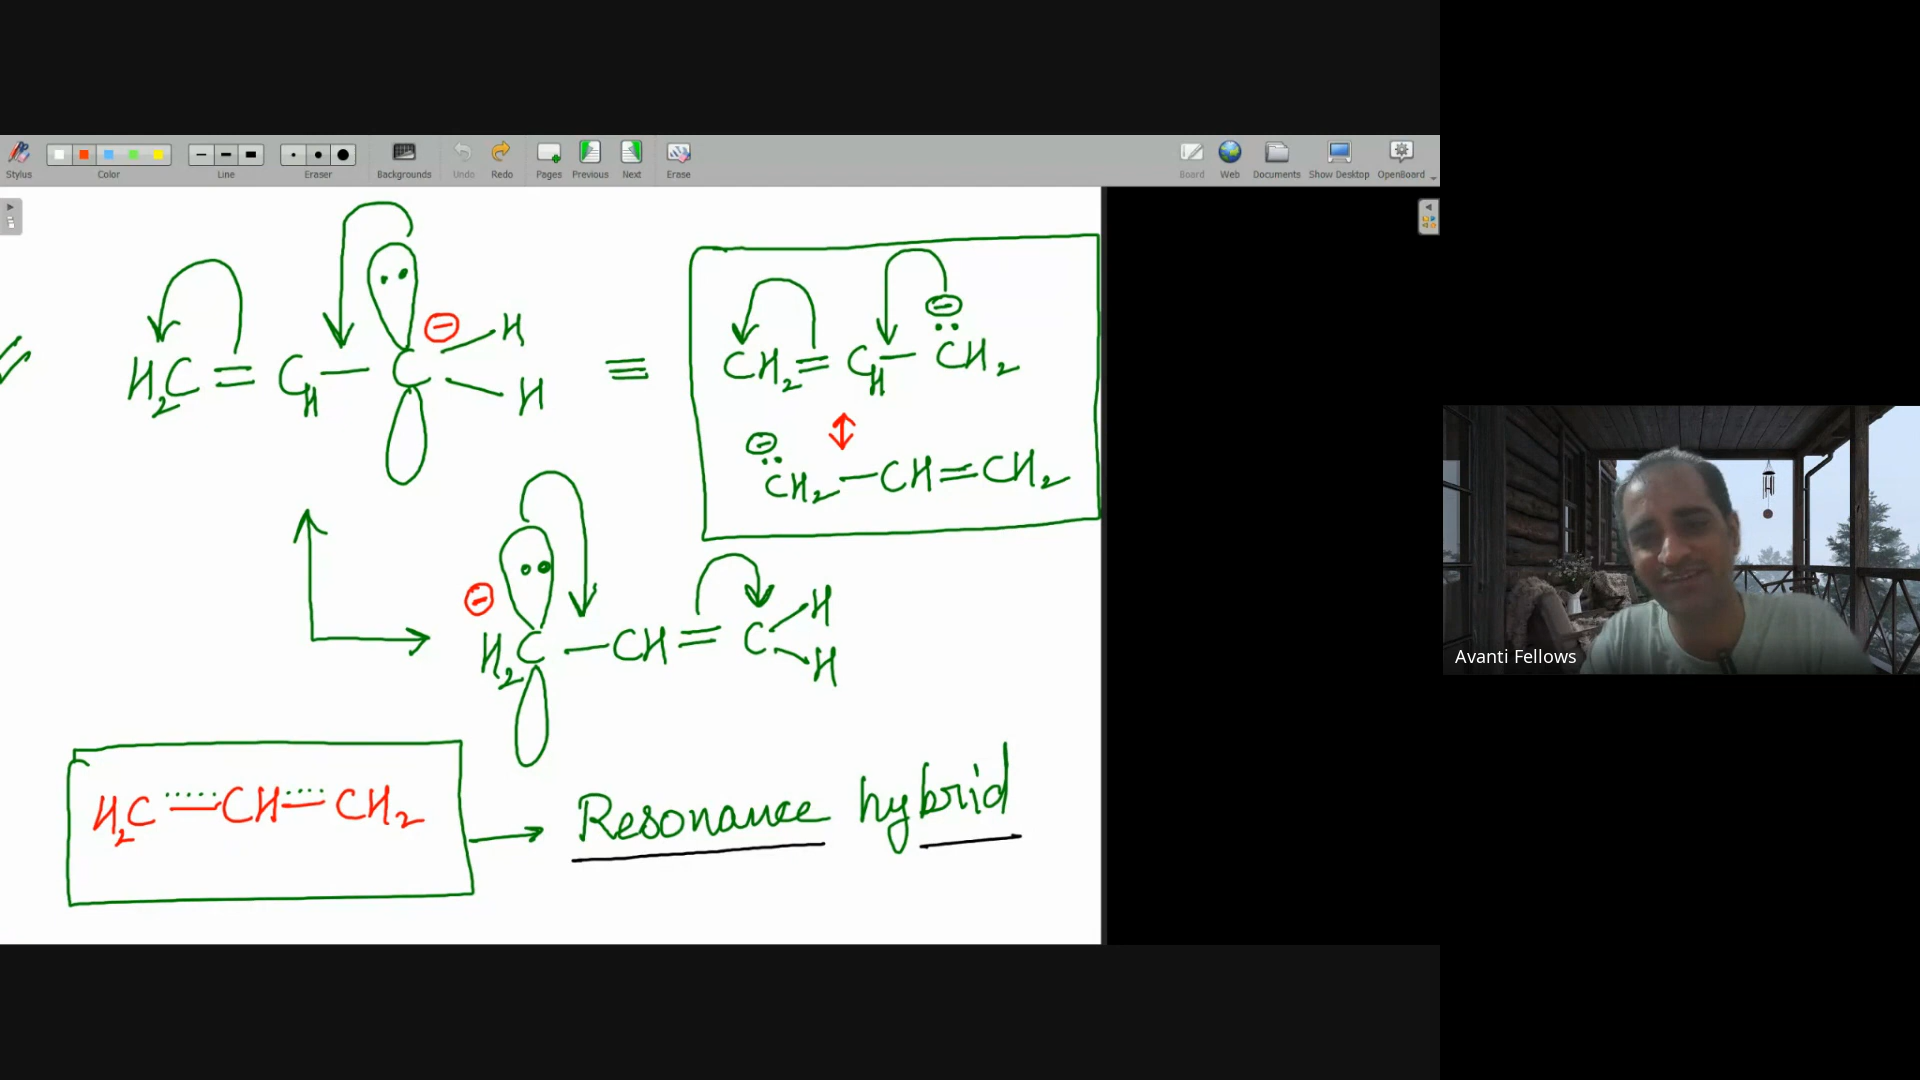 Stylus Color Line Eraser Backgrounds Undo Redo Pages Previous Next Erase Board Web Documents Show Desktop OpenBoard
H₂C = CH — C ⊖ H H ≡
CH₂ = CH — CH₂ ⊖
↕
⊖ CH₂ — CH = CH₂
⊖ H₂C — CH = C H H
H₂C — CH — CH₂ → Resonance hybrid
Avanti Fellows